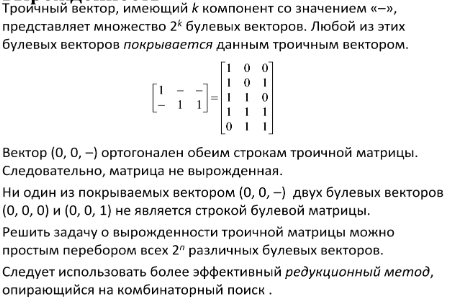 Троичный вектор, имеющий k компонент со значением «–»,
представляет множество 2^k булевых векторов. Любой из этих
булевых векторов покрывается данным троичным вектором.
[1 – –] = [1 0 0]
[– 1 1] [1 0 1]
[1 1 0]
[1 1 1]
[0 1 1]
Вектор (0, 0, –) ортогонален обеим строкам троичной матрицы.
Следовательно, матрица не вырожденная.
Ни один из покрываемых вектором (0, 0, –) двух булевых векторов
(0, 0, 0) и (0, 0, 1) не является строкой булевой матрицы.
Решить задачу о вырожденности троичной матрицы можно
простым перебором всех 2^n различных булевых векторов.
Следует использовать более эффективный редукционный метод,
опирающийся на комбинаторный поиск .